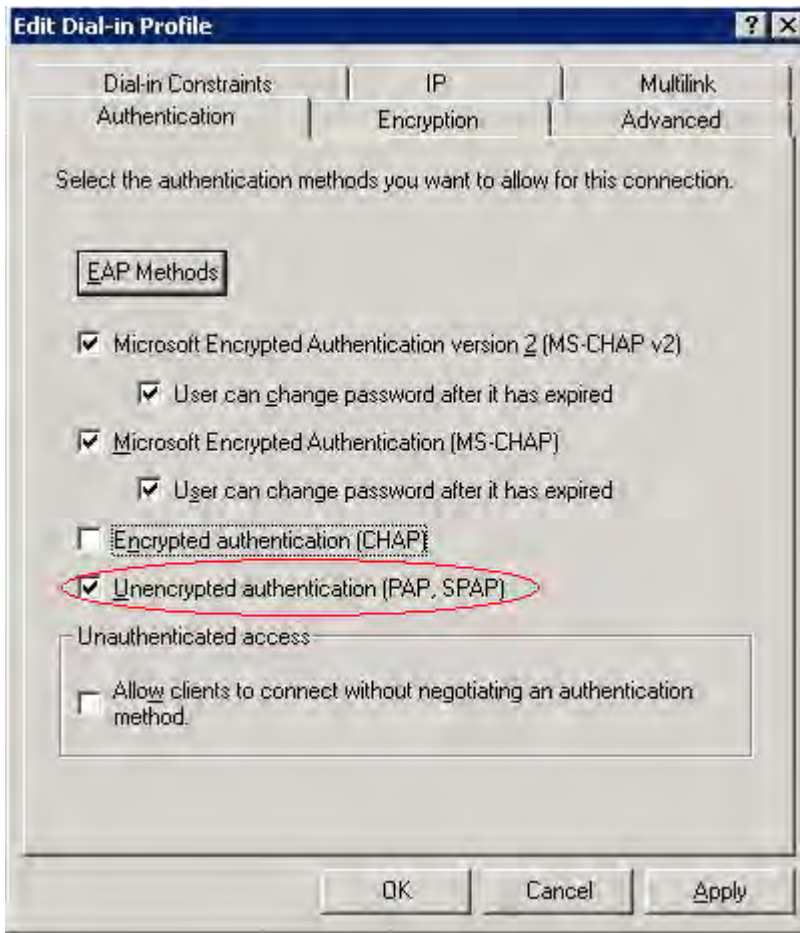 Edit Dial-in Profile
?
Dial-in Constraints
IP
Multilink
Authentication
Encryption
Advanced
Select the authentication methods you want to allow for this connection.
EAP Methods
Microsoft Encrypted Authentication version 2 (MS-CHAP v2)
User can change password after it has expired
Microsoft Encrypted Authentication (MS-CHAP)
User can change password after it has expired
Encrypted authentication (CHAP)
Unencrypted authentication (PAP, SPAP)
Unauthenticated access
Allow clients to connect without negotiating an authentication
method.
OK
Cancel
Apply